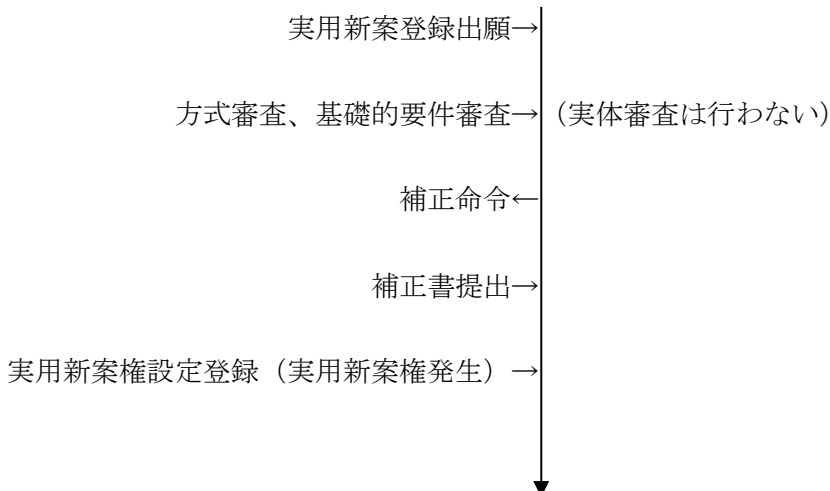 実用新案登録出願→
方式審査、基礎的要件審査→（実体審査は行わない）
補正命令←
補正書提出→
実用新案権設定登録（実用新案権発生）→